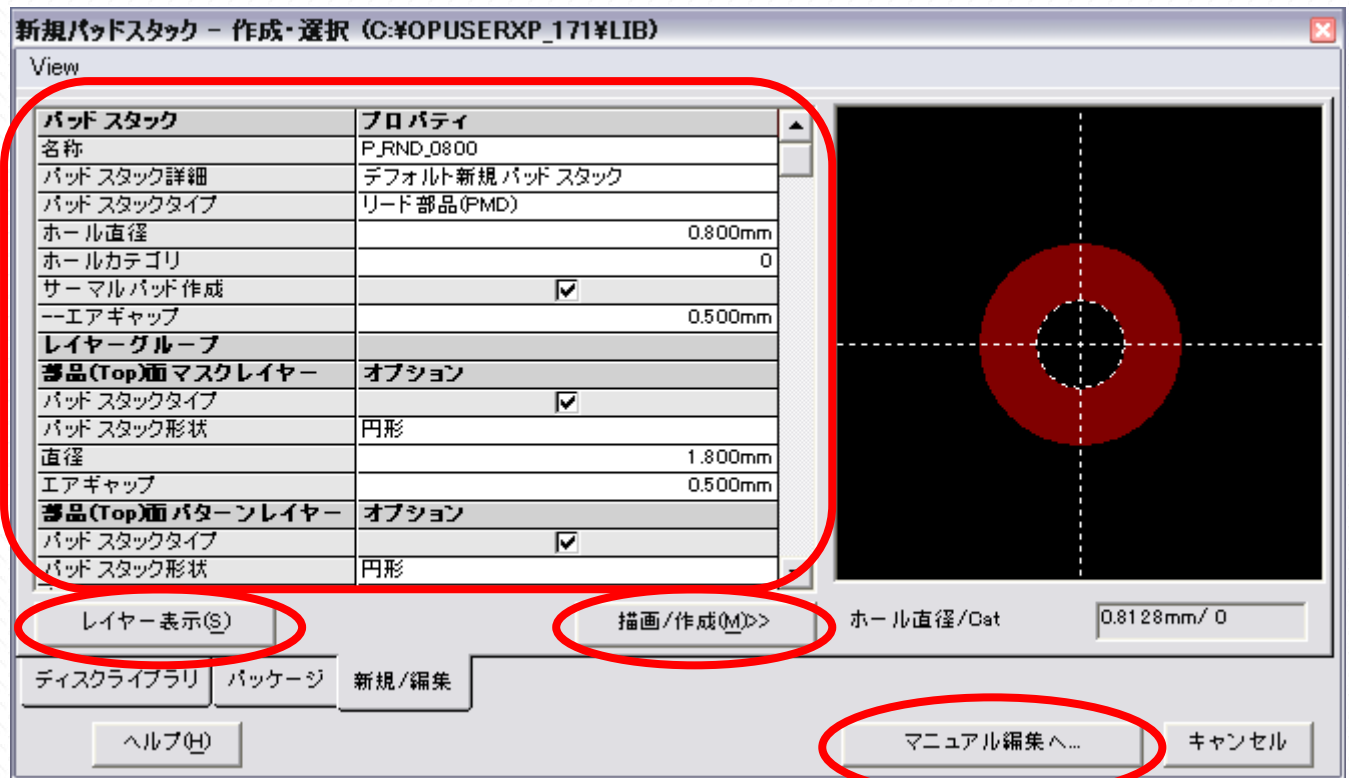 新規パッドスタック - 作成・選択 (C:¥OPUSERXP_171¥LIB)
View
パッド スタック プロパティ
名称 P_RND_0800
パッド スタック詳細 デフォルト新規 パッド スタック
パッド スタックタイプ リード部品(PMD)
ホール直径 0.800mm
ホールカテゴリ 0
サーマルパッド作成
--エアギャップ 0.500mm
レイヤーグループ
部品(Top)面 マスクレイヤー オプション
パッド スタックタイプ
パッド スタック形状 円形
直径 1.800mm
エアギャップ 0.500mm
部品(Top)面 パターンレイヤー オプション
パッド スタックタイプ
パッド スタック形状 円形
レイヤー表示(S) 描画/作成(M)>> ホール直径/Cat 0.8128mm/ 0
ディスクライブラリ パッケージ 新規/編集
ヘルプ(H) マニュアル編集へ... キャンセル